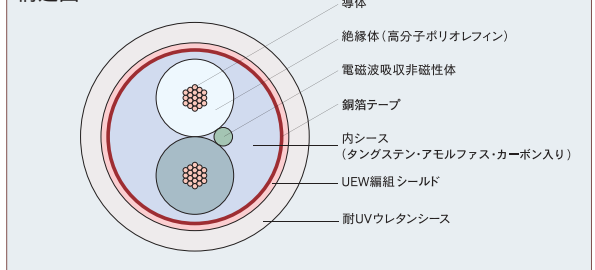 導体
絶縁体（高分子ポリオレフィン）
電磁波吸収非磁性体
銅箔テープ
内シース
（タングステン・アモルファス・カーボン入り）
UEW編組シールド
耐UVウレタンシース